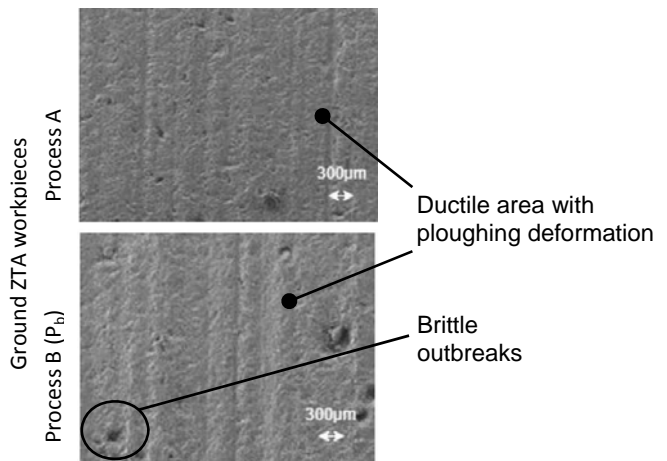 Ground ZTA workpieces
Process A
300µm
Ductile area with
ploughing deformation
Process B (Pb)
Brittle
outbreaks
300µm